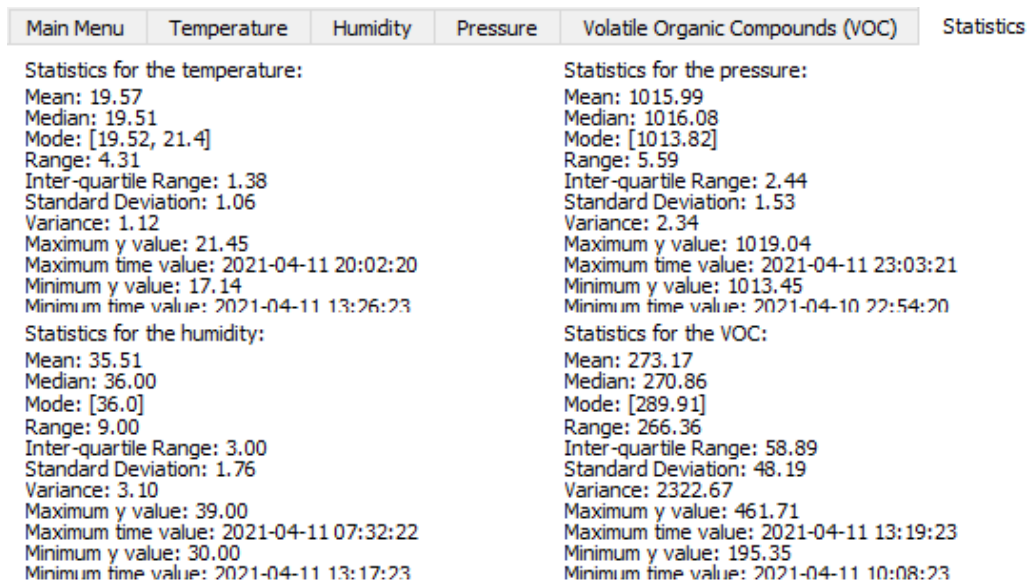 Main Menu Temperature Humidity Pressure Volatile Organic Compounds (VOC) Statistics
Statistics for the temperature:
Mean: 19.57
Median: 19.51
Mode: [19.52, 21.4]
Range: 4.31
Inter-quartile Range: 1.38
Standard Deviation: 1.06
Variance: 1.12
Maximum y value: 21.45
Maximum time value: 2021-04-11 20:02:20
Minimum y value: 17.14
Minimum time value: 2021-04-11 13:26:23
Statistics for the pressure:
Mean: 1015.99
Median: 1016.08
Mode: [1013.82]
Range: 5.59
Inter-quartile Range: 2.44
Standard Deviation: 1.53
Variance: 2.34
Maximum y value: 1019.04
Maximum time value: 2021-04-11 23:03:21
Minimum y value: 1013.45
Minimum time value: 2021-04-10 22:54:20
Statistics for the humidity:
Mean: 35.51
Median: 36.00
Mode: [36.0]
Range: 9.00
Inter-quartile Range: 3.00
Standard Deviation: 1.76
Variance: 3.10
Maximum y value: 39.00
Maximum time value: 2021-04-11 07:32:22
Minimum y value: 30.00
Minimum time value: 2021-04-11 13:17:23
Statistics for the VOC:
Mean: 273.17
Median: 270.86
Mode: [289.91]
Range: 266.36
Inter-quartile Range: 58.89
Standard Deviation: 48.19
Variance: 2322.67
Maximum y value: 461.71
Maximum time value: 2021-04-11 13:19:23
Minimum y value: 195.35
Minimum time value: 2021-04-11 10:08:23